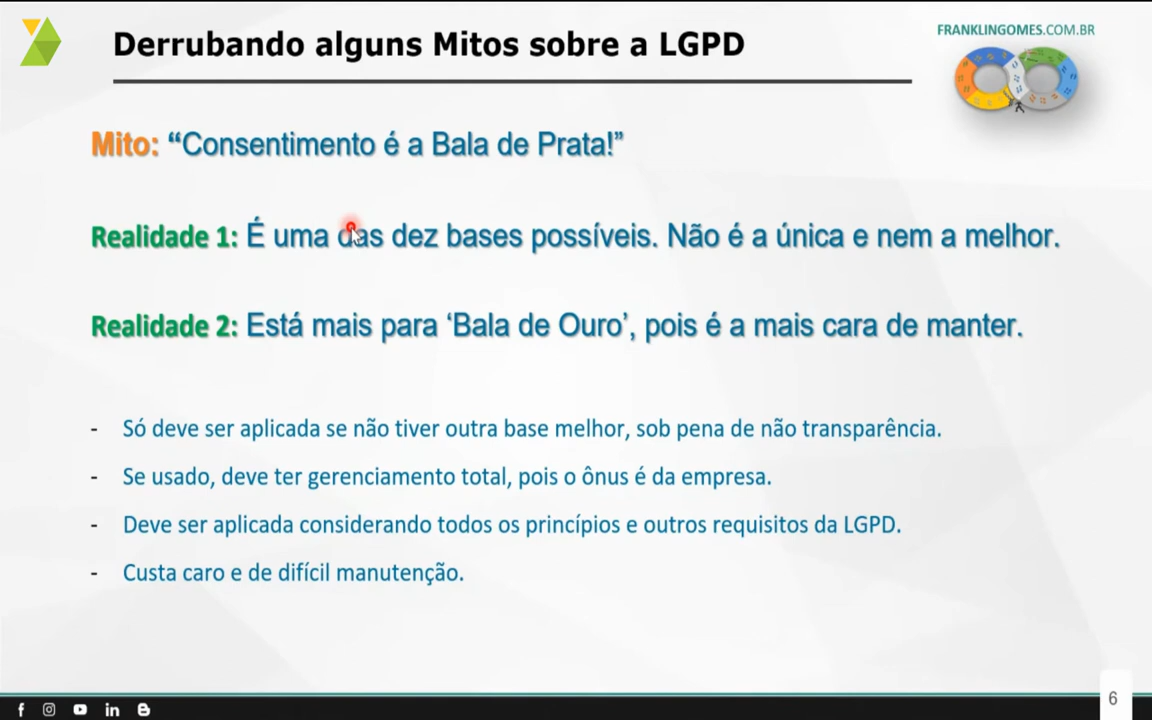 Derrubando alguns Mitos sobre a LGPD
FRANKLINGOMES.COM.BR
Mito: “Consentimento é a Bala de Prata!”
Realidade 1: É uma das dez bases possíveis. Não é a única e nem a melhor.
Realidade 2: Está mais para ‘Bala de Ouro’, pois é a mais cara de manter.
- Só deve ser aplicada se não tiver outra base melhor, sob pena de não transparência.
- Se usado, deve ter gerenciamento total, pois o ônus é da empresa.
- Deve ser aplicada considerando todos os princípios e outros requisitos da LGPD.
- Custa caro e de difícil manutenção.
6